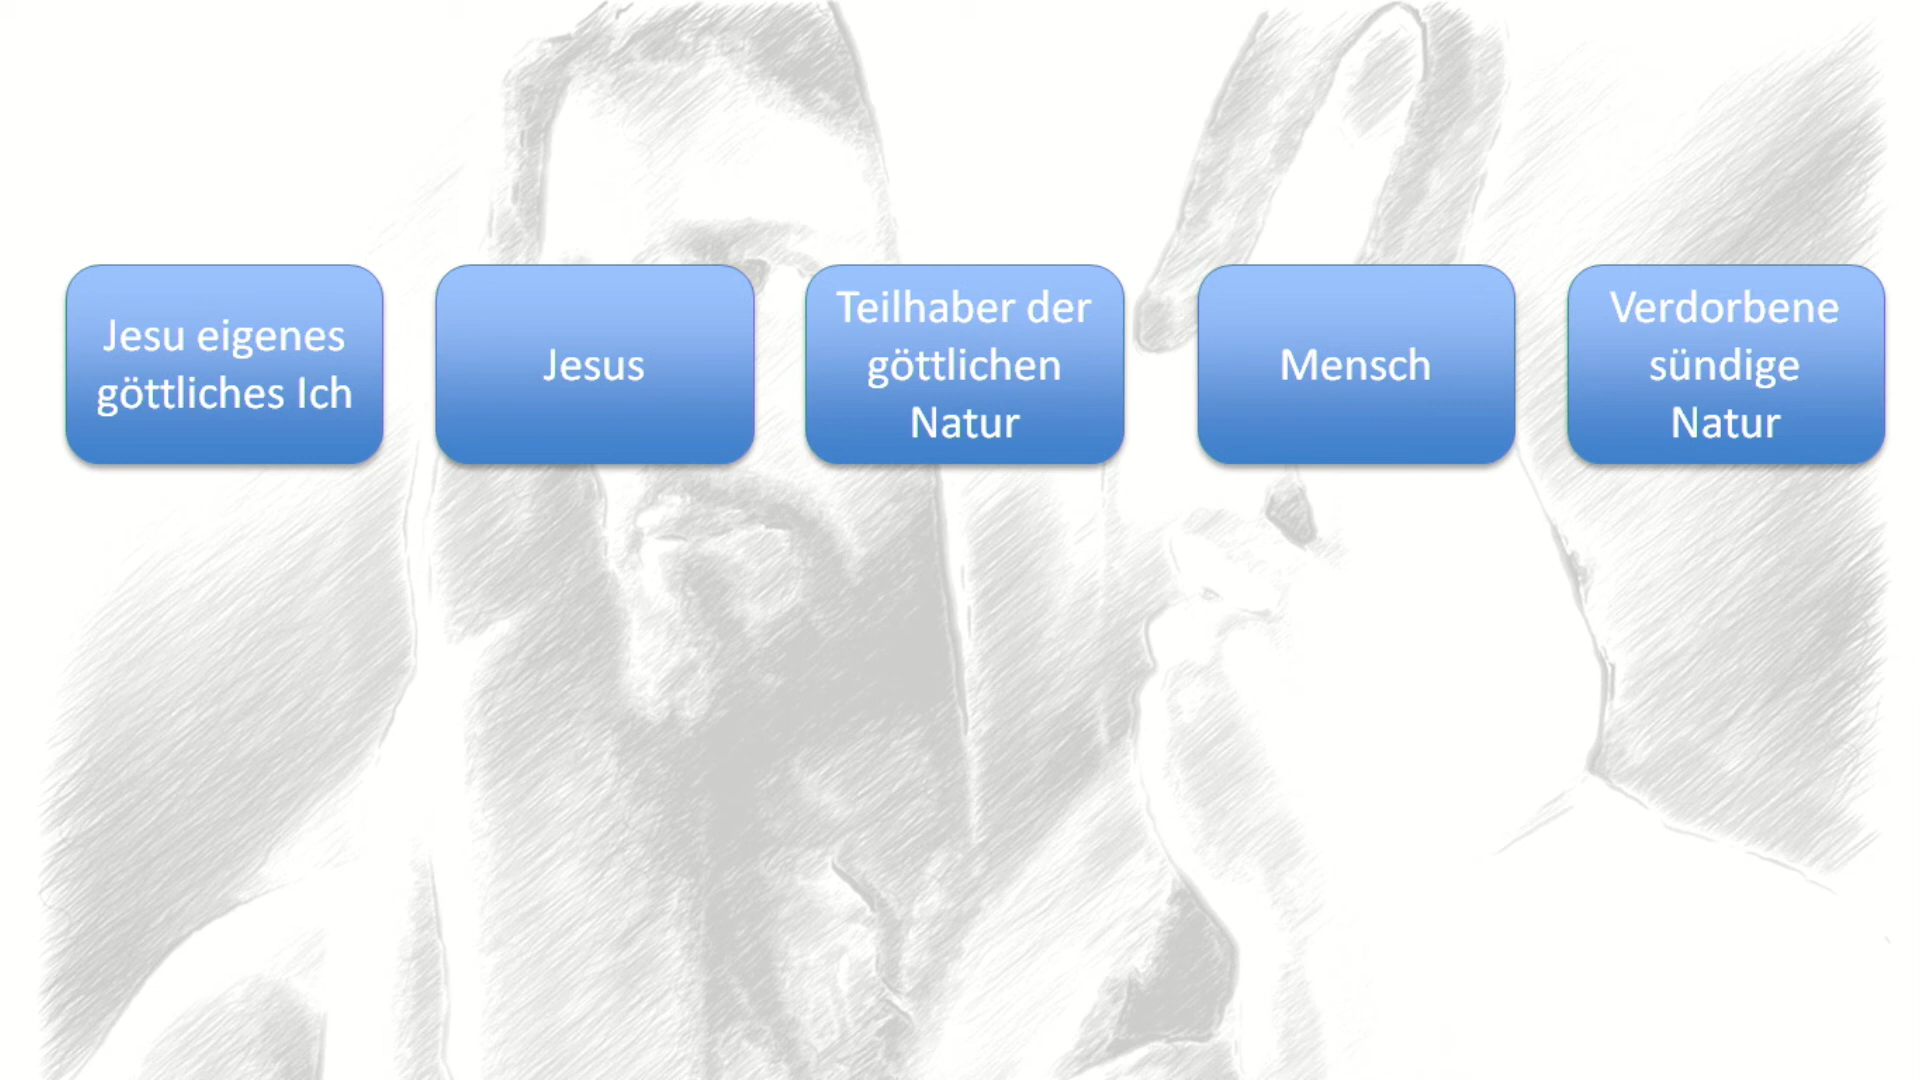 Jesu eigenes
göttliches Ich
Jesus
Teilhaber der
göttlichen
Natur
Mensch
Verdorbene
sündige
Natur